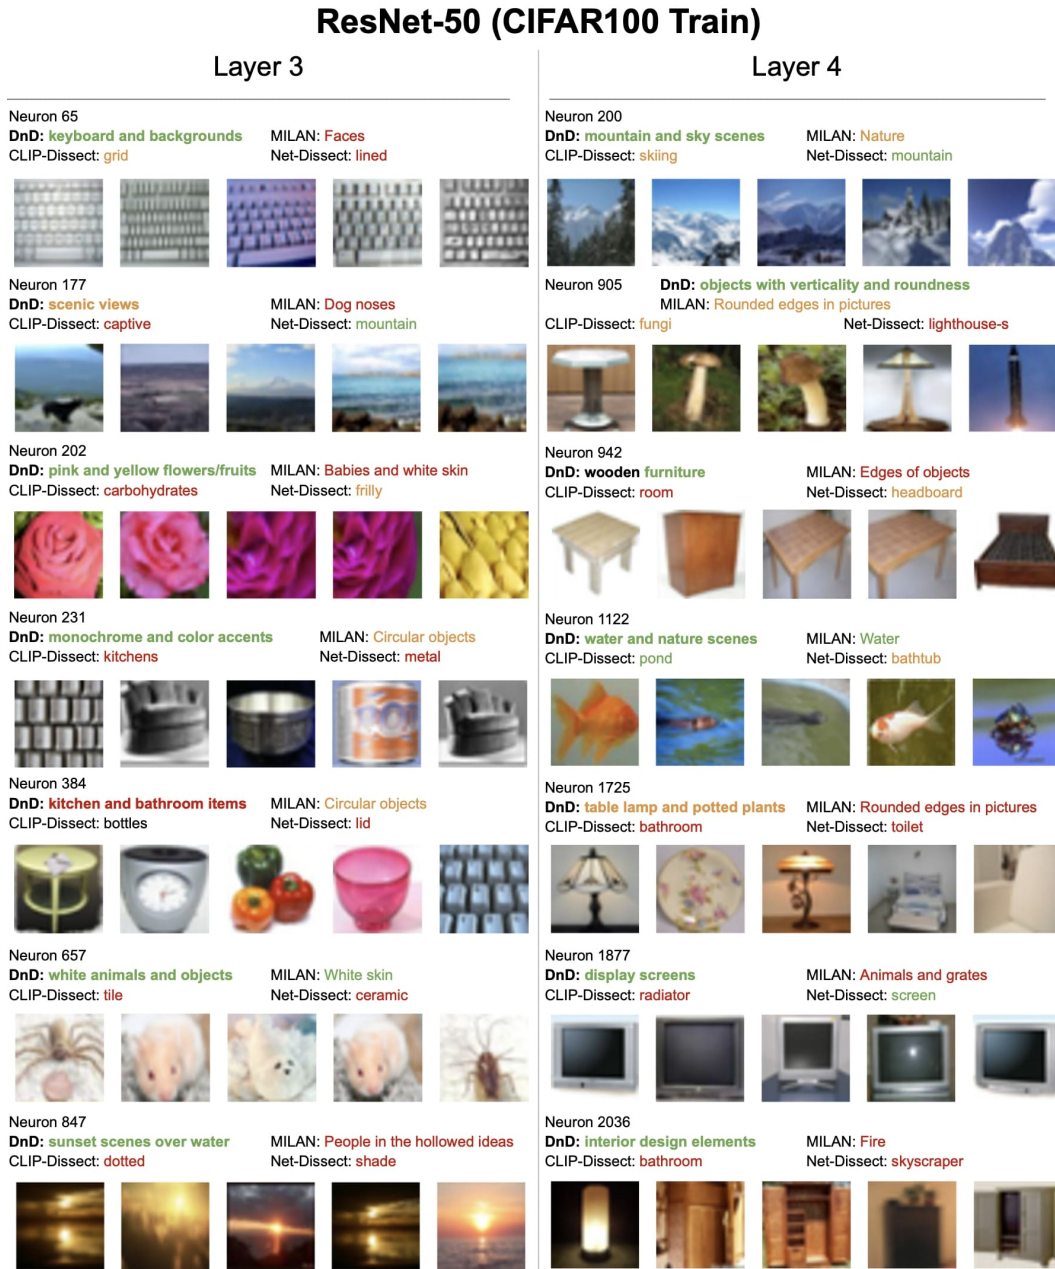 ResNet-50 (CIFAR100 Train)
Layer 3
Neuron 65
DnD: keyboard and backgrounds MILAN: Faces
CLIP-Dissect: grid Net-Dissect: lined
Neuron 177
DnD: scenic views MILAN: Dog noses
CLIP-Dissect: captive Net-Dissect: mountain
Neuron 202
DnD: pink and yellow flowers/fruits MILAN: Babies and white skin
CLIP-Dissect: carbohydrates Net-Dissect: frilly
Neuron 231
DnD: monochrome and color accents MILAN: Circular objects
CLIP-Dissect: kitchens Net-Dissect: metal
Neuron 384
DnD: kitchen and bathroom items MILAN: Circular objects
CLIP-Dissect: bottles Net-Dissect: lid
Neuron 657
DnD: white animals and objects MILAN: White skin
CLIP-Dissect: tile Net-Dissect: ceramic
Neuron 847
DnD: sunset scenes over water MILAN: People in the hollowed ideas
CLIP-Dissect: dotted Net-Dissect: shade
Layer 4
Neuron 200
DnD: mountain and sky scenes MILAN: Nature
CLIP-Dissect: skiing Net-Dissect: mountain
Neuron 905 DnD: objects with verticality and roundness
MILAN: Rounded edges in pictures
CLIP-Dissect: fungi Net-Dissect: lighthouse-s
Neuron 942
DnD: wooden furniture MILAN: Edges of objects
CLIP-Dissect: room Net-Dissect: headboard
Neuron 1122
DnD: water and nature scenes MILAN: Water
CLIP-Dissect: pond Net-Dissect: bathtub
Neuron 1725
DnD: table lamp and potted plants MILAN: Rounded edges in pictures
CLIP-Dissect: bathroom Net-Dissect: toilet
Neuron 1877
DnD: display screens MILAN: Animals and grates
CLIP-Dissect: radiator Net-Dissect: screen
Neuron 2036
DnD: interior design elements MILAN: Fire
CLIP-Dissect: bathroom Net-Dissect: skyscraper